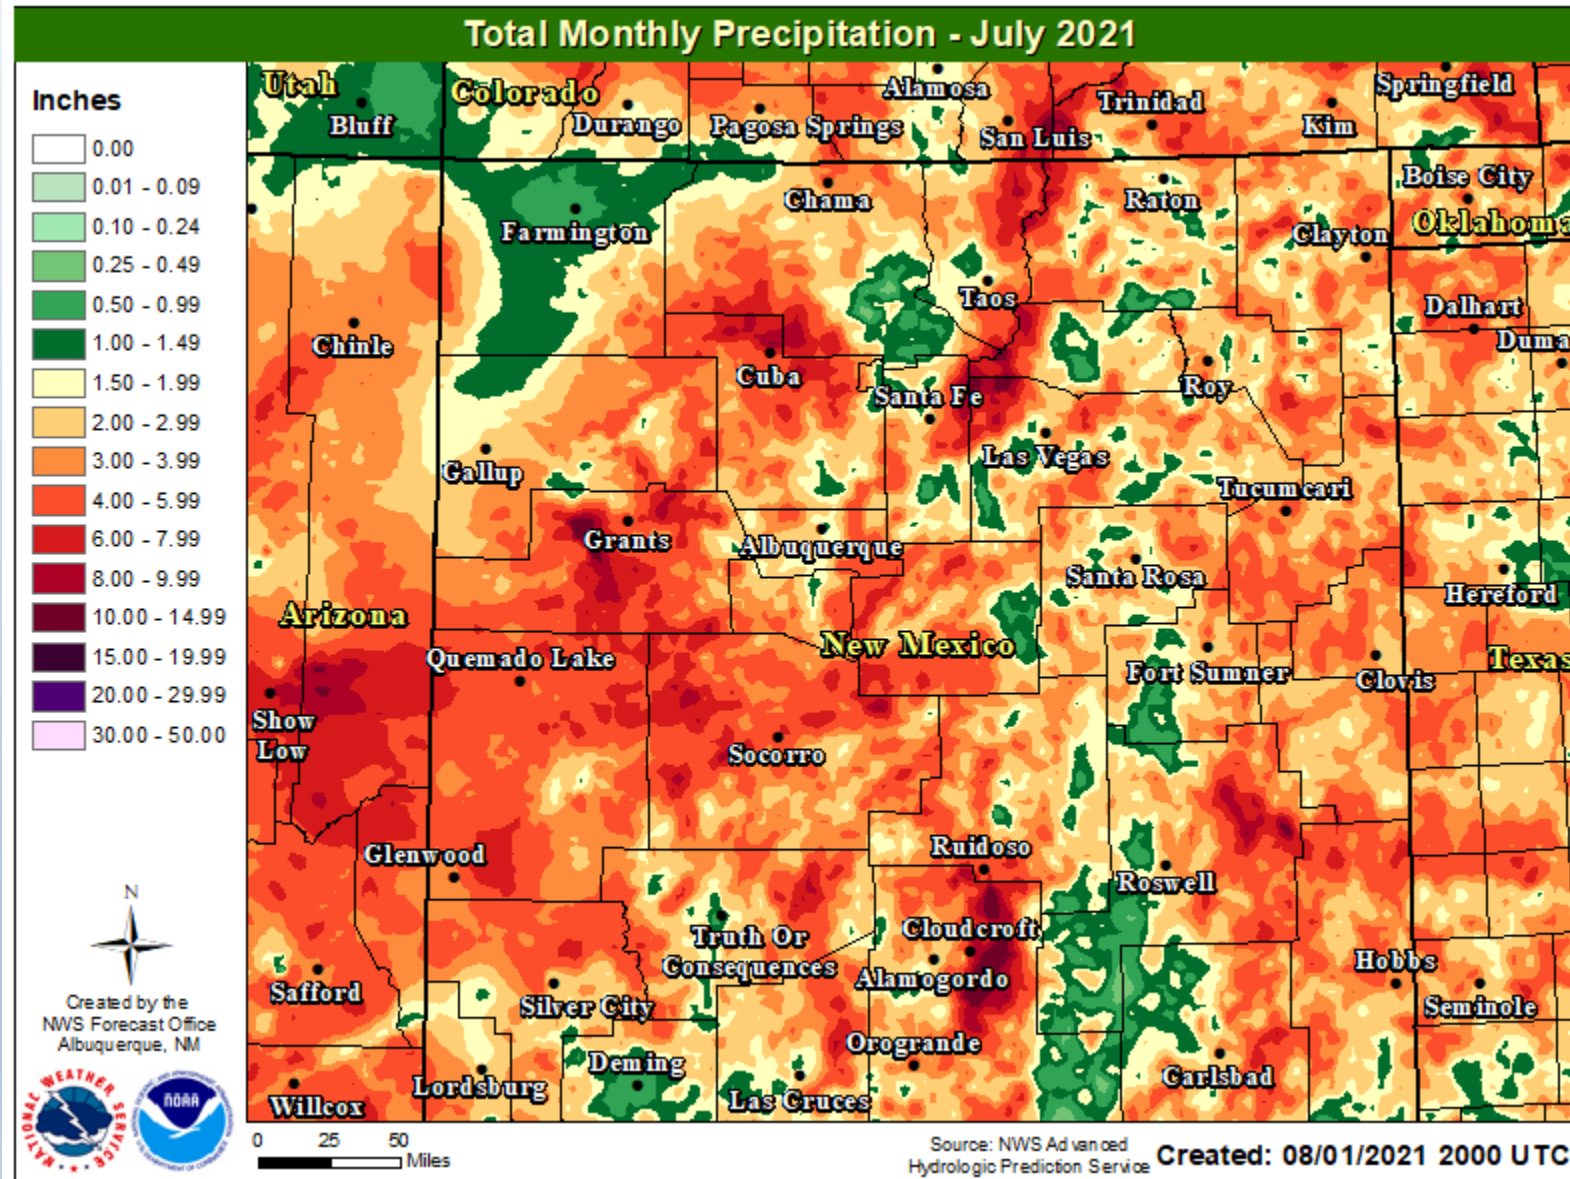 Total Monthly Precipitation - July 2021
Inches
0.00
0.01 - 0.09
0.10 - 0.24
0.25 - 0.49
0.50 - 0.99
1.00 - 1.49
1.50 - 1.99
2.00 - 2.99
3.00 - 3.99
4.00 - 5.99
6.00 - 7.99
8.00 - 9.99
10.00 - 14.99
15.00 - 19.99
20.00 - 29.99
30.00 - 50.00
Utah
Colorado
Alamosa
Springfield
Bluff
Durango
Pagosa Springs
San Luis
Trinidad
Kim
Boise City
Chama
Raton
Oklahoma
Farmington
Clayton
Taos
Dalhart
Chinle
Duma
Cuba
Santa Fe
Roy
Gallup
Las Vegas
Tucumcari
Grants
Albuquerque
Santa Rosa
Hereford
Arizona
New Mexico
Quemado Lake
Fort Sumner
Texas
Clovis
Show
Low
Socorro
Glenwood
Ruidoso
Roswell
Truth Or
Consequences
Cloudcroft
Alamogordo
Hobbs
Safford
Silver City
Seminole
Orogrande
Deming
Carlsbad
Lordsburg
Las Cruces
Willcox
N
Created by the
NWS Forecast Office
Albuquerque, NM
NATIONAL WEATHER SERVICE
NOAA
0 25 50
Miles
Source: NWS Advanced
Hydrologic Prediction Service
Created: 08/01/2021 2000 UTC